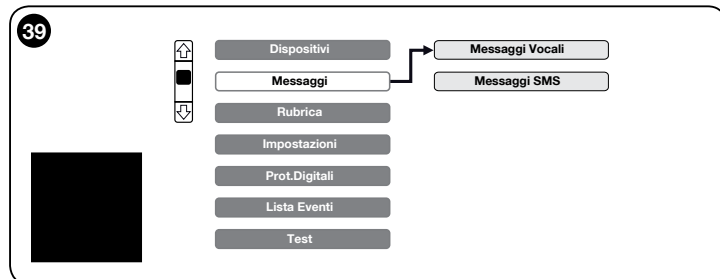 39
Dispositivi
Messaggi
Rubrica
Impostazioni
Prot.Digitali
Lista Eventi
Test
Messaggi Vocali
Messaggi SMS